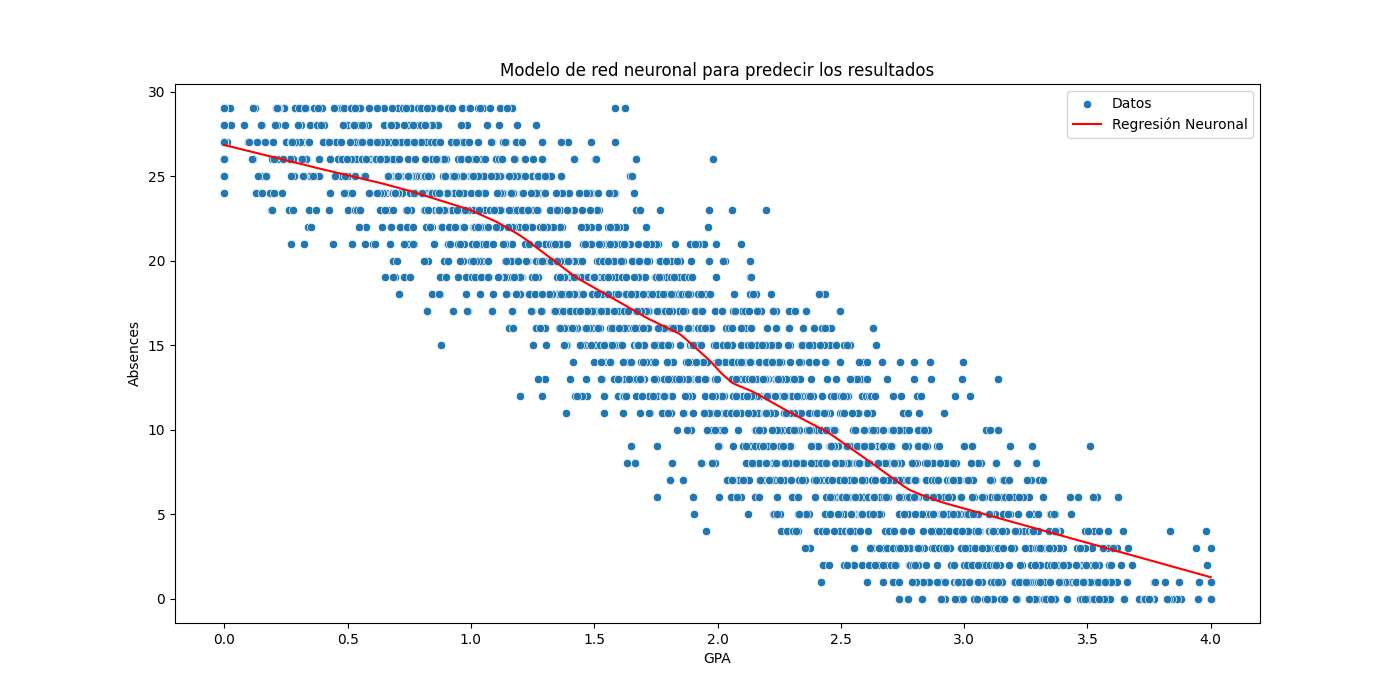 Modelo de red neuronal para predecir los resultados
Datos
Regresión Neuronal
Absences
30
25
20
15
10
5
0
0.0 0.5 1.0 1.5 2.0 2.5 3.0 3.5 4.0
GPA